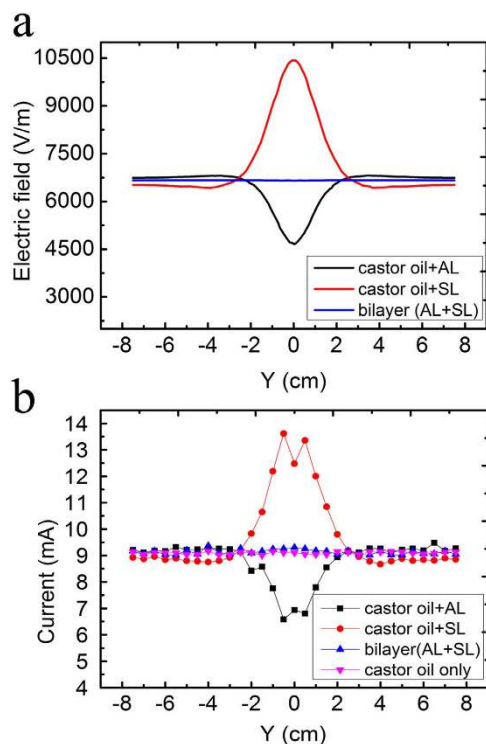 a
Electric field (V/m)
10500
9000
7500
6000
4500
3000
castor oil+AL
castor oil+SL
bilayer (AL+SL)
-8 -6 -4 -2 0 2 4 6 8
Y (cm)
b
Current (mA)
14
13
12
11
10
9
8
7
6
5
4
castor oil+AL
castor oil+SL
bilayer(AL+SL)
castor oil only
-8 -6 -4 -2 0 2 4 6 8
Y (cm)